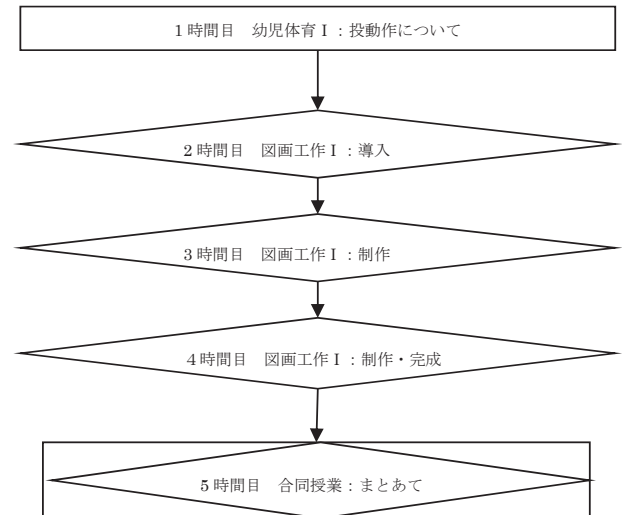 1時間目　幼児体育Ⅰ：投動作について
2時間目　図画工作Ⅰ：導入
3時間目　図画工作Ⅰ：制作
4時間目　図画工作Ⅰ：制作・完成
5時間目　合同授業：まとあて